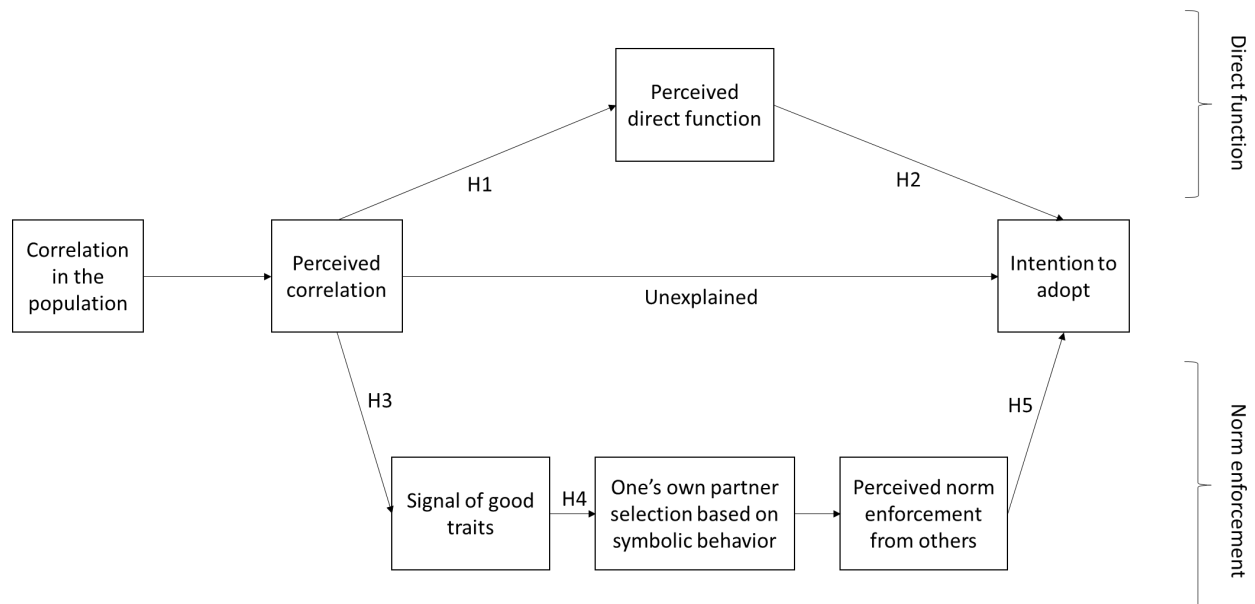 Direct function
Perceived
direct function
H1
H2
Correlation
in the
population
Perceived
correlation
Unexplained
Intention to
adopt
H3
H5
Signal of good
traits
H4
One’s own partner
selection based on
symbolic behavior
Perceived norm
enforcement
from others
Norm enforcement